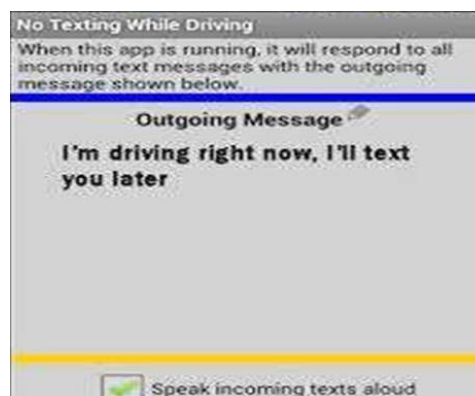 No Texting While Driving
When this app is running, it will respond to all
incoming text messages with the outgoing
message shown below.
Outgoing Message
I'm driving right now, I'll text
you later
Speak incoming texts aloud